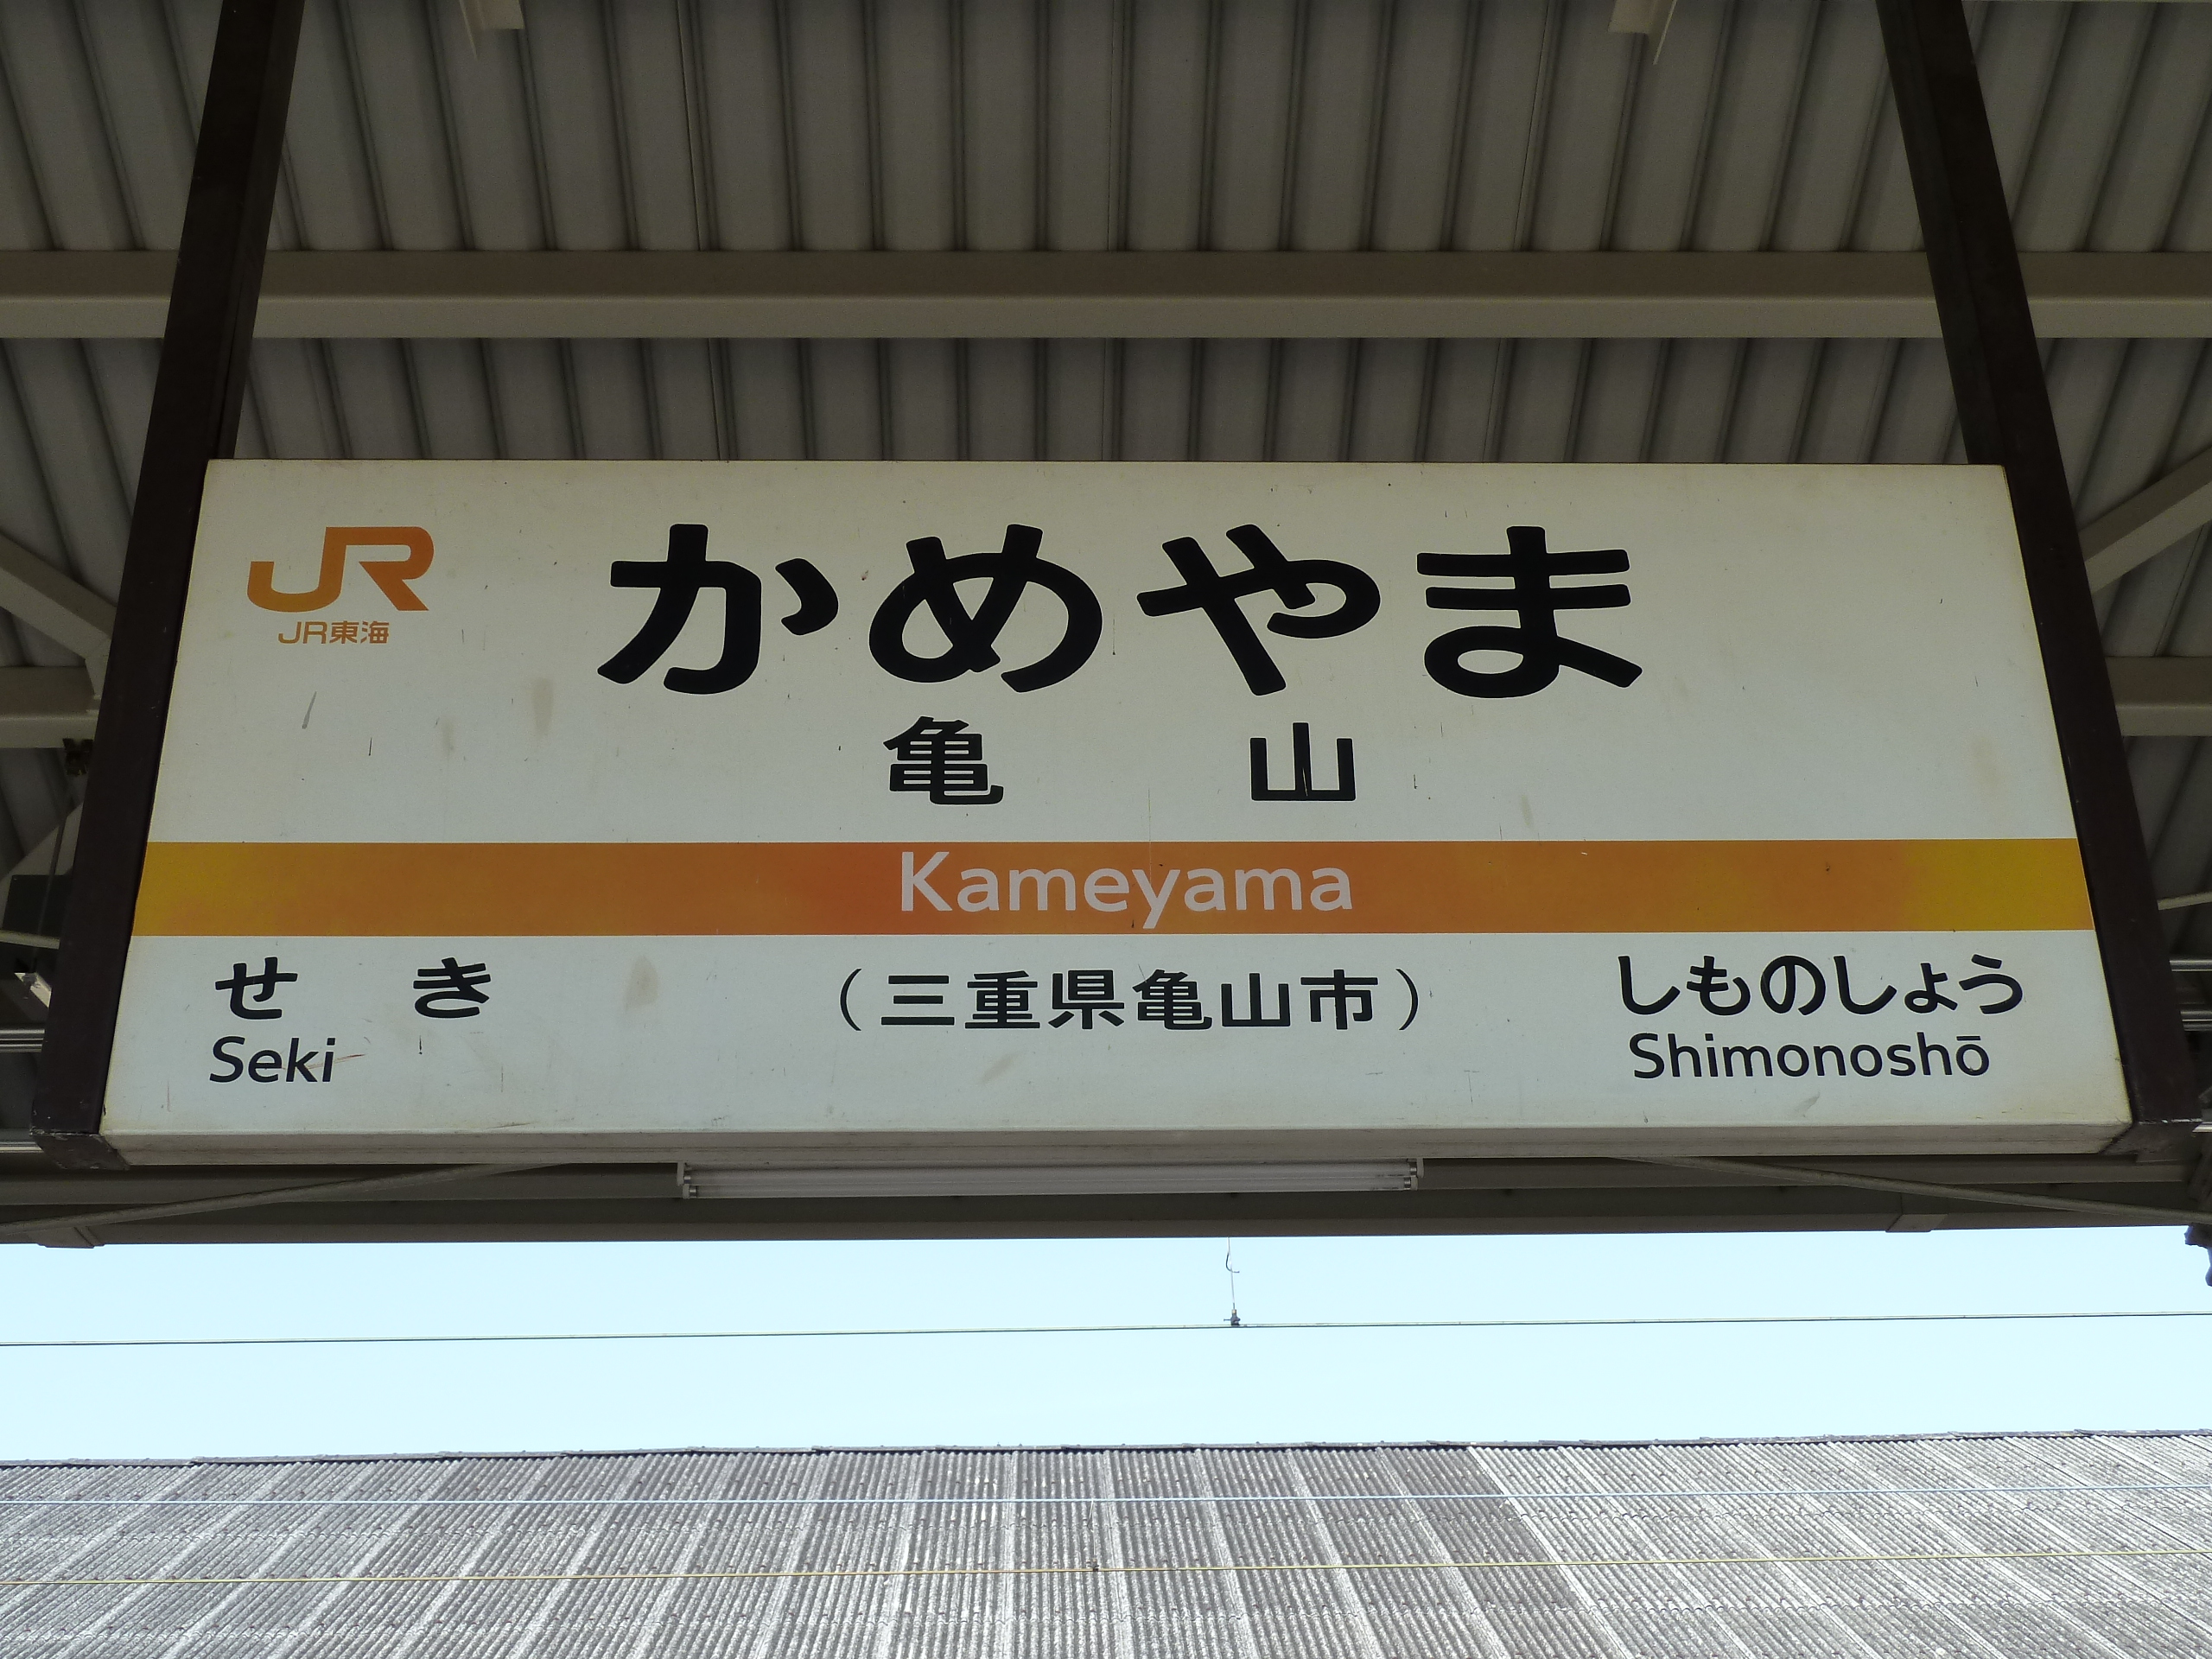 JR
JR東海
かめやま
亀山
Kameyama
せき
Seki
（三重県亀山市）
しものしょう
Shimonoshō